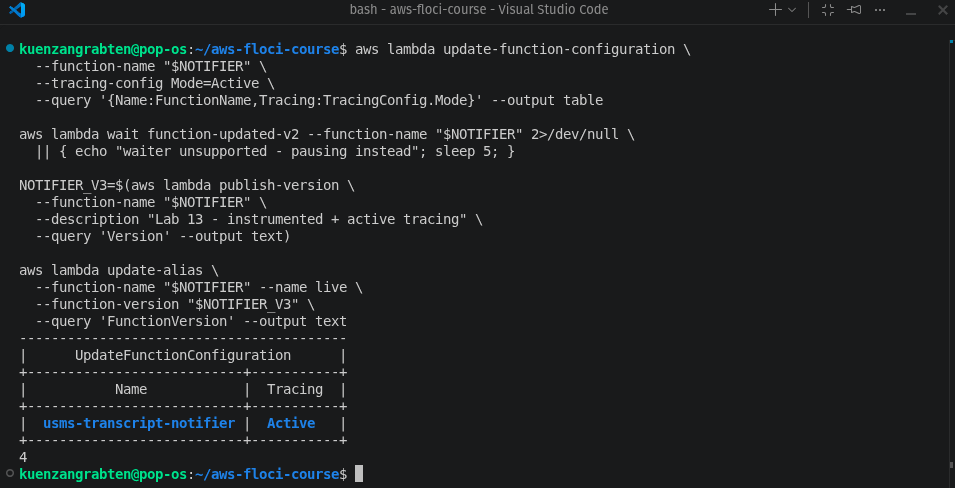 bash - aws-floci-course - Visual Studio Code
kuenzangrabten@pop-os:~/aws-floci-course$ aws lambda update-function-configuration \
  --function-name "$NOTIFIER" \
  --tracing-config Mode=Active \
  --query '{Name:FunctionName,Tracing:TracingConfig.Mode}' --output table

aws lambda wait function-updated-v2 --function-name "$NOTIFIER" 2>/dev/null \
  || { echo "waiter unsupported - pausing instead"; sleep 5; }

NOTIFIER_V3=$(aws lambda publish-version \
  --function-name "$NOTIFIER" \
  --description "Lab 13 - instrumented + active tracing" \
  --query 'Version' --output text)

aws lambda update-alias \
  --function-name "$NOTIFIER" --name live \
  --function-version "$NOTIFIER_V3" \
  --query 'FunctionVersion' --output text
-----------------------------------------
|      UpdateFunctionConfiguration      |
+---------------------------+-----------+
|           Name            |  Tracing  |
+---------------------------+-----------+
|  usms-transcript-notifier |  Active   |
+---------------------------+-----------+
4
kuenzangrabten@pop-os:~/aws-floci-course$